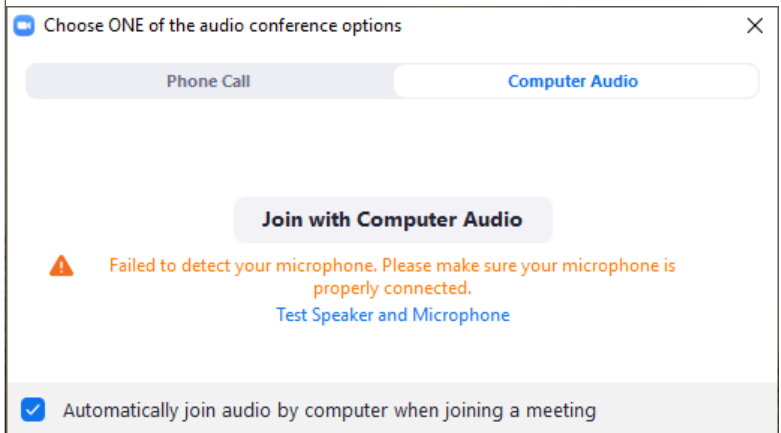 Choose ONE of the audio conference options
Phone Call
Computer Audio
Join with Computer Audio
Failed to detect your microphone. Please make sure your microphone is
properly connected.
Test Speaker and Microphone
Automatically join audio by computer when joining a meeting